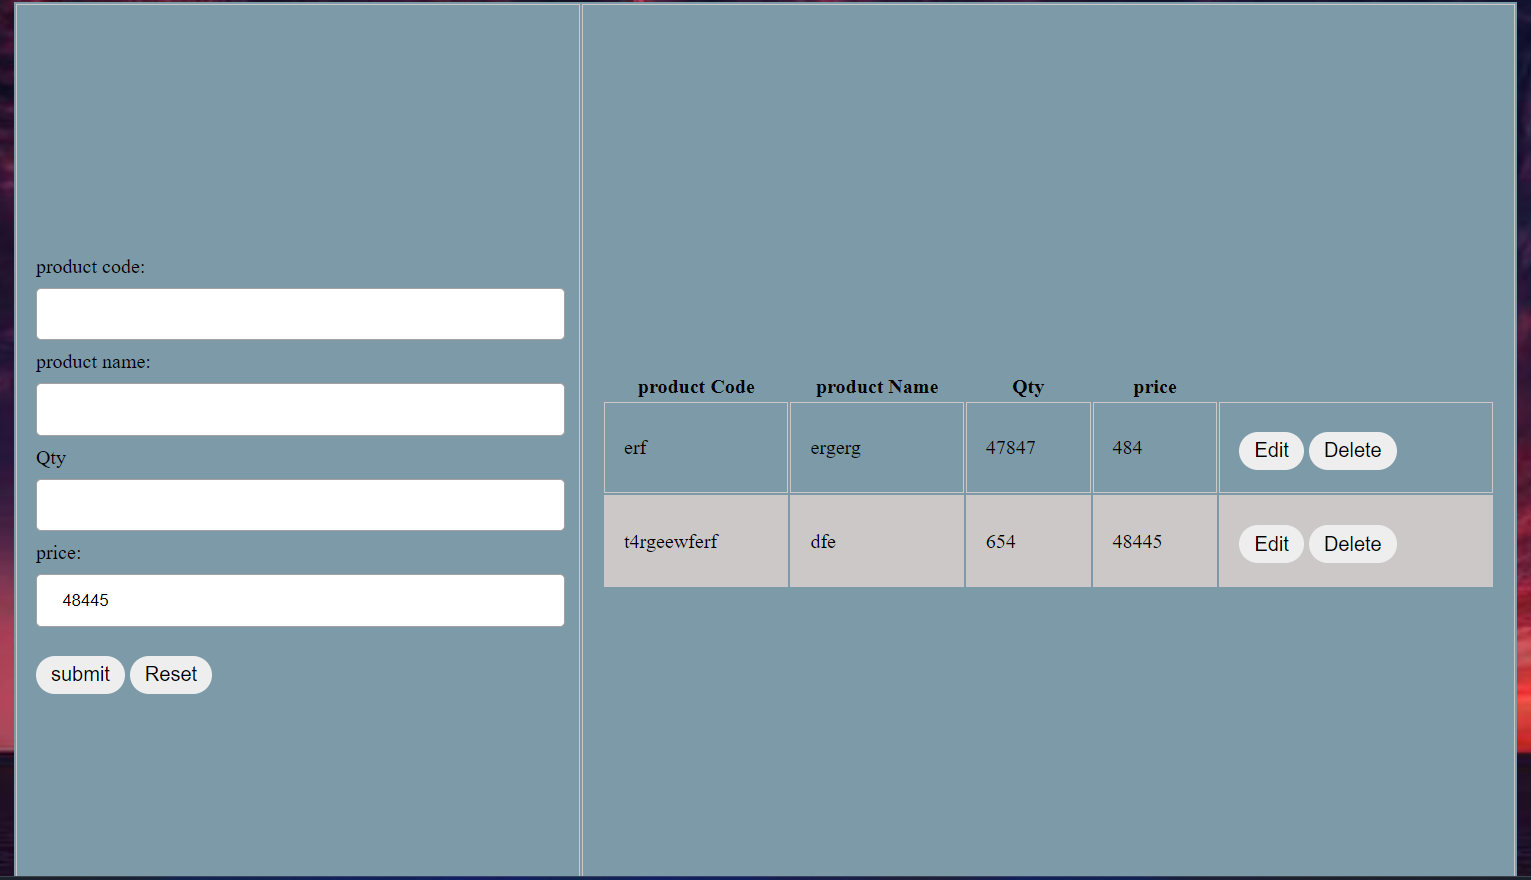 product code:
product name:
Qty
price:
48445
submit Reset
product Code product Name Qty price
erf ergerg 47847 484 Edit Delete
t4rgeewferf dfe 654 48445 Edit Delete